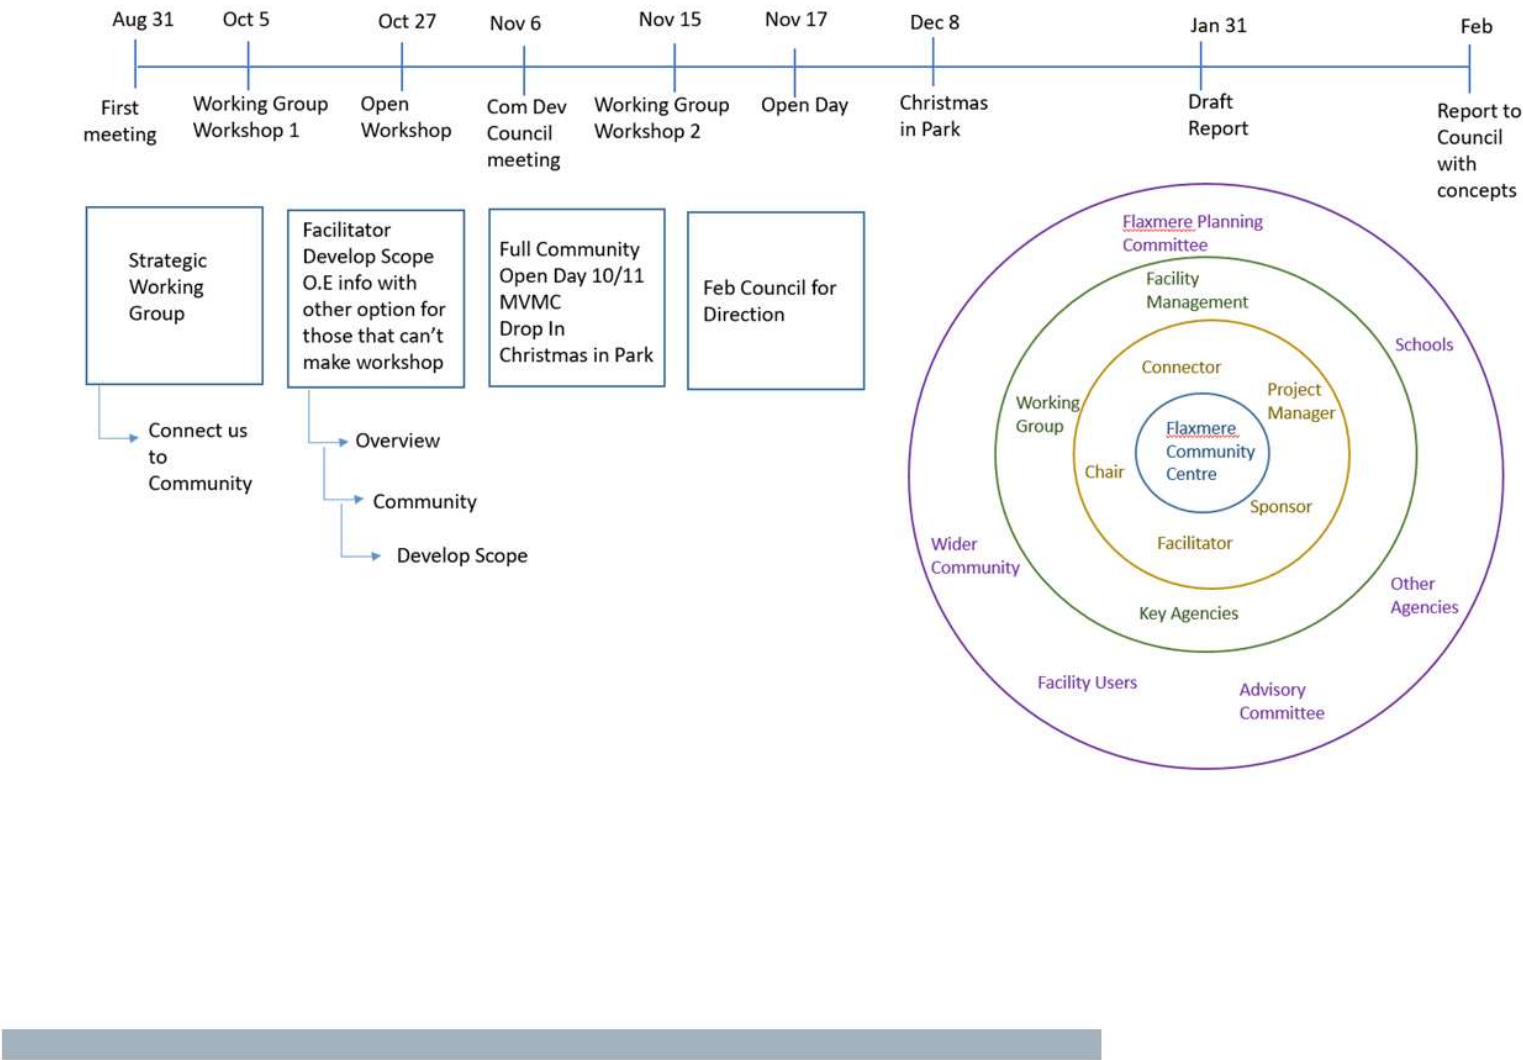 Aug 31
Oct 5
Oct 27
Nov 6
Nov 15
Nov 17
Dec 8
Jan 31
Feb
First
meeting
Working Group
Workshop 1
Open
Workshop
Com Dev
Council
meeting
Working Group
Workshop 2
Open Day
Christmas
in Park
Draft
Report
Report to
Council
with
concepts
Strategic
Working
Group
Connect us
to
Community
Facilitator
Develop Scope
O.E info with
other option for
those that can’t
make workshop
Overview
Community
Develop Scope
Full Community
Open Day 10/11
MVMC
Drop In
Christmas in Park
Feb Council for
Direction
Flaxmere Planning
Committee
Facility
Management
Schools
Connector
Project
Manager
Working
Group
Flaxmere
Community
Centre
Chair
Sponsor
Facilitator
Wider
Community
Other
Agencies
Key Agencies
Facility Users
Advisory
Committee